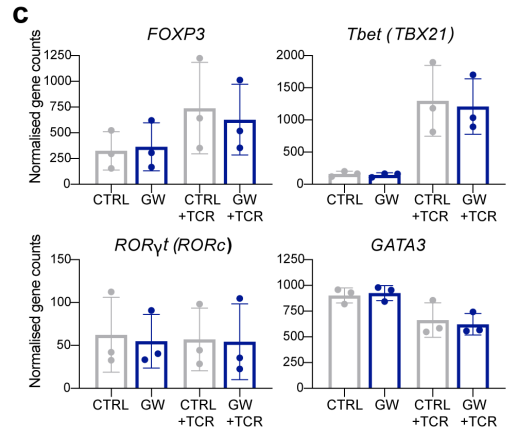 c
FOXP3
Normalised gene counts
1250
1000
750
500
250
0
CTRL GW CTRL +TCR GW +TCR
Tbet (TBX21)
2000
1500
1000
500
0
CTRL GW CTRL +TCR GW +TCR
RORγt (RORc)
Normalised gene counts
150
100
50
0
CTRL GW CTRL +TCR GW +TCR
GATA3
1250
1000
750
500
250
0
CTRL GW CTRL +TCR GW +TCR